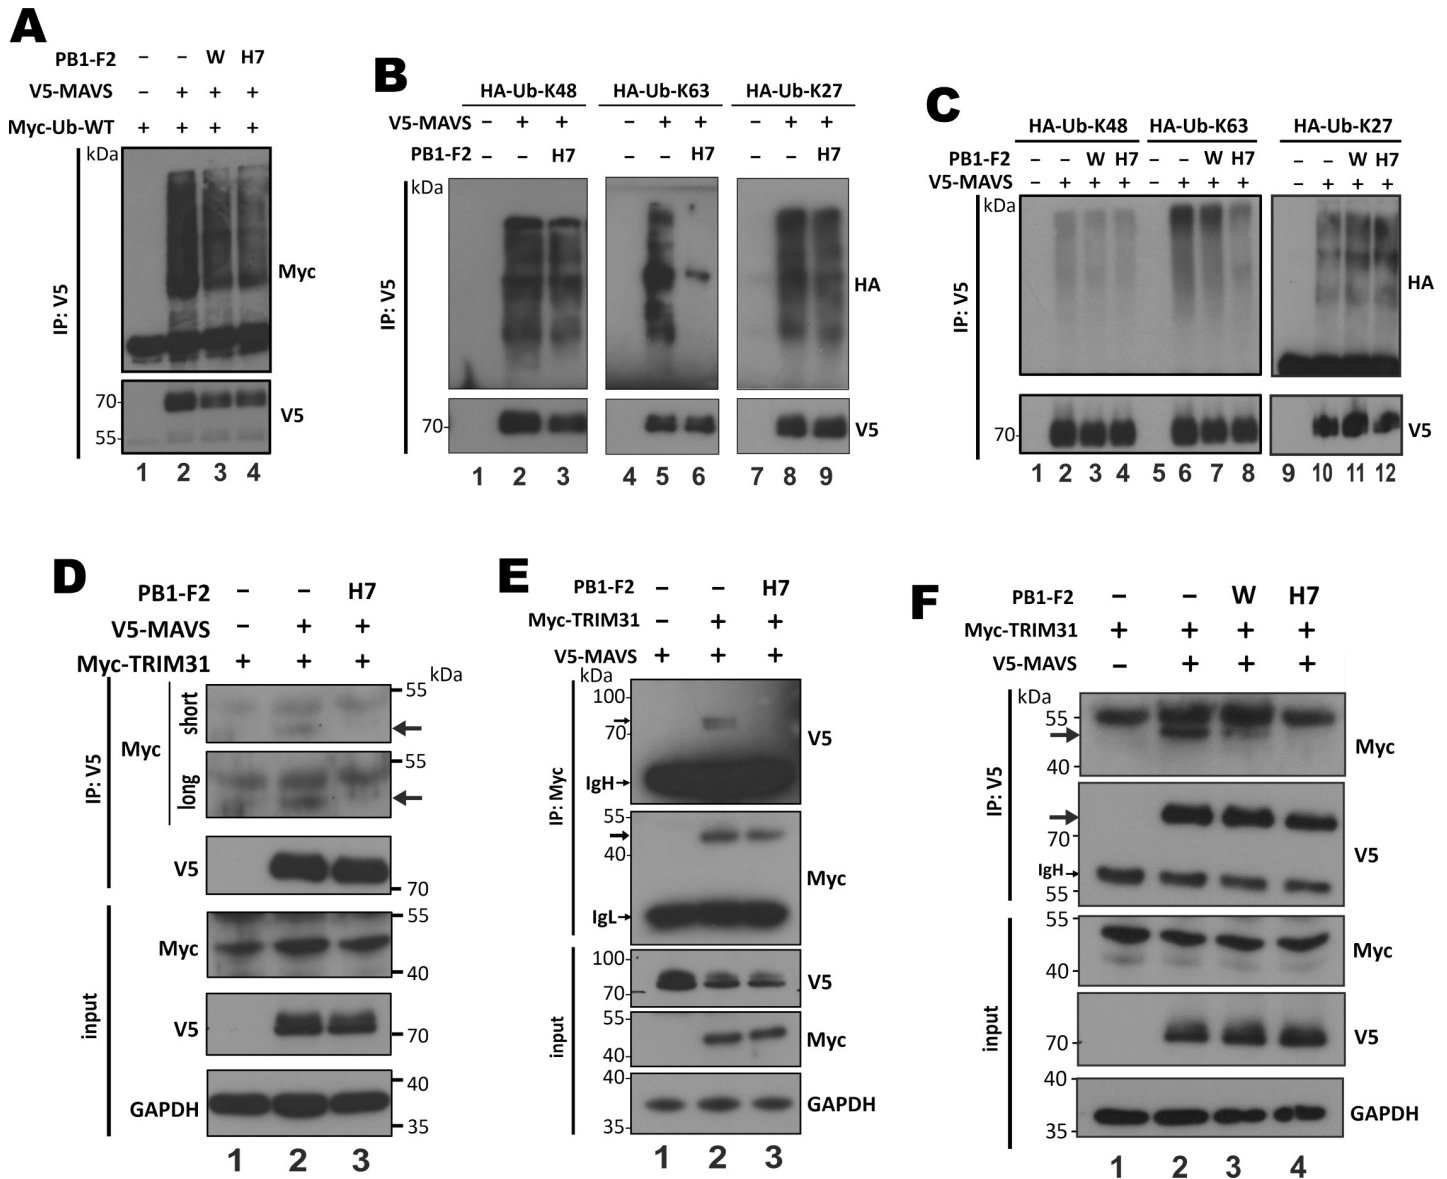 A
PB1-F2 – – W H7
V5-MAVS – + + +
Myc-Ub-WT + + + +
kDa
IP: V5
Myc
70
55
V5
1 2 3 4
B
HA-Ub-K48 HA-Ub-K63 HA-Ub-K27
V5-MAVS – + + – + + – + +
PB1-F2 – – H7 – – H7 – – H7
kDa
IP: V5
HA
70
V5
1 2 3 4 5 6 7 8 9
C
HA-Ub-K48 HA-Ub-K63 HA-Ub-K27
PB1-F2 – – W H7 – – W H7 – – W H7
V5-MAVS – + + + – + + + – + + +
kDa
IP: V5
HA
70
V5
1 2 3 4 5 6 7 8 9 10 11 12
D
PB1-F2 – – H7
V5-MAVS – + +
Myc-TRIM31 + + +
kDa
IP: V5
Myc
short
55
long
55
V5
70
input
Myc
55
40
V5
70
GAPDH
40
35
1 2 3
E
PB1-F2 – – H7
Myc-TRIM31 – + +
V5-MAVS + + +
kDa
IP: Myc
100
70
V5
IgH
55
40
Myc
IgL
input
100
70
V5
55
40
Myc
40
35
GAPDH
1 2 3
F
PB1-F2 – – W H7
Myc-TRIM31 + + + +
V5-MAVS – + + +
kDa
IP: V5
55
40
Myc
70
V5
IgH
55
input
55
40
Myc
70
V5
40
35
GAPDH
1 2 3 4